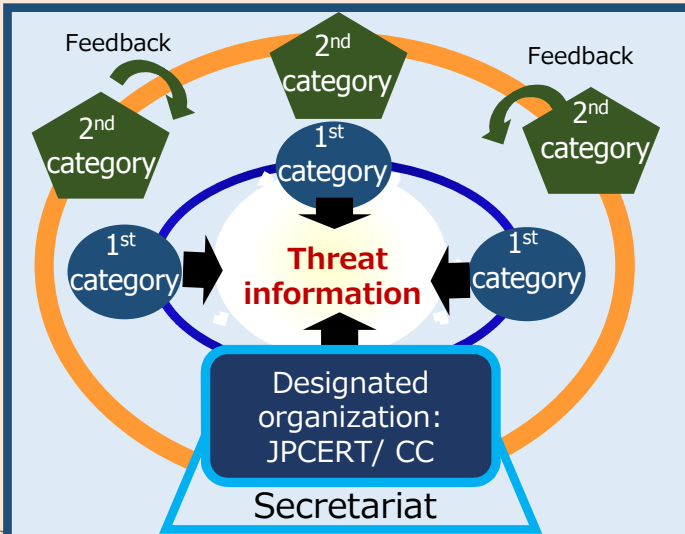 Feedback
2nd
category
Feedback
2nd
category
2nd
category
1st
category
1st
category
1st
category
Threat
information
Designated
organization:
JPCERT/ CC
Secretariat